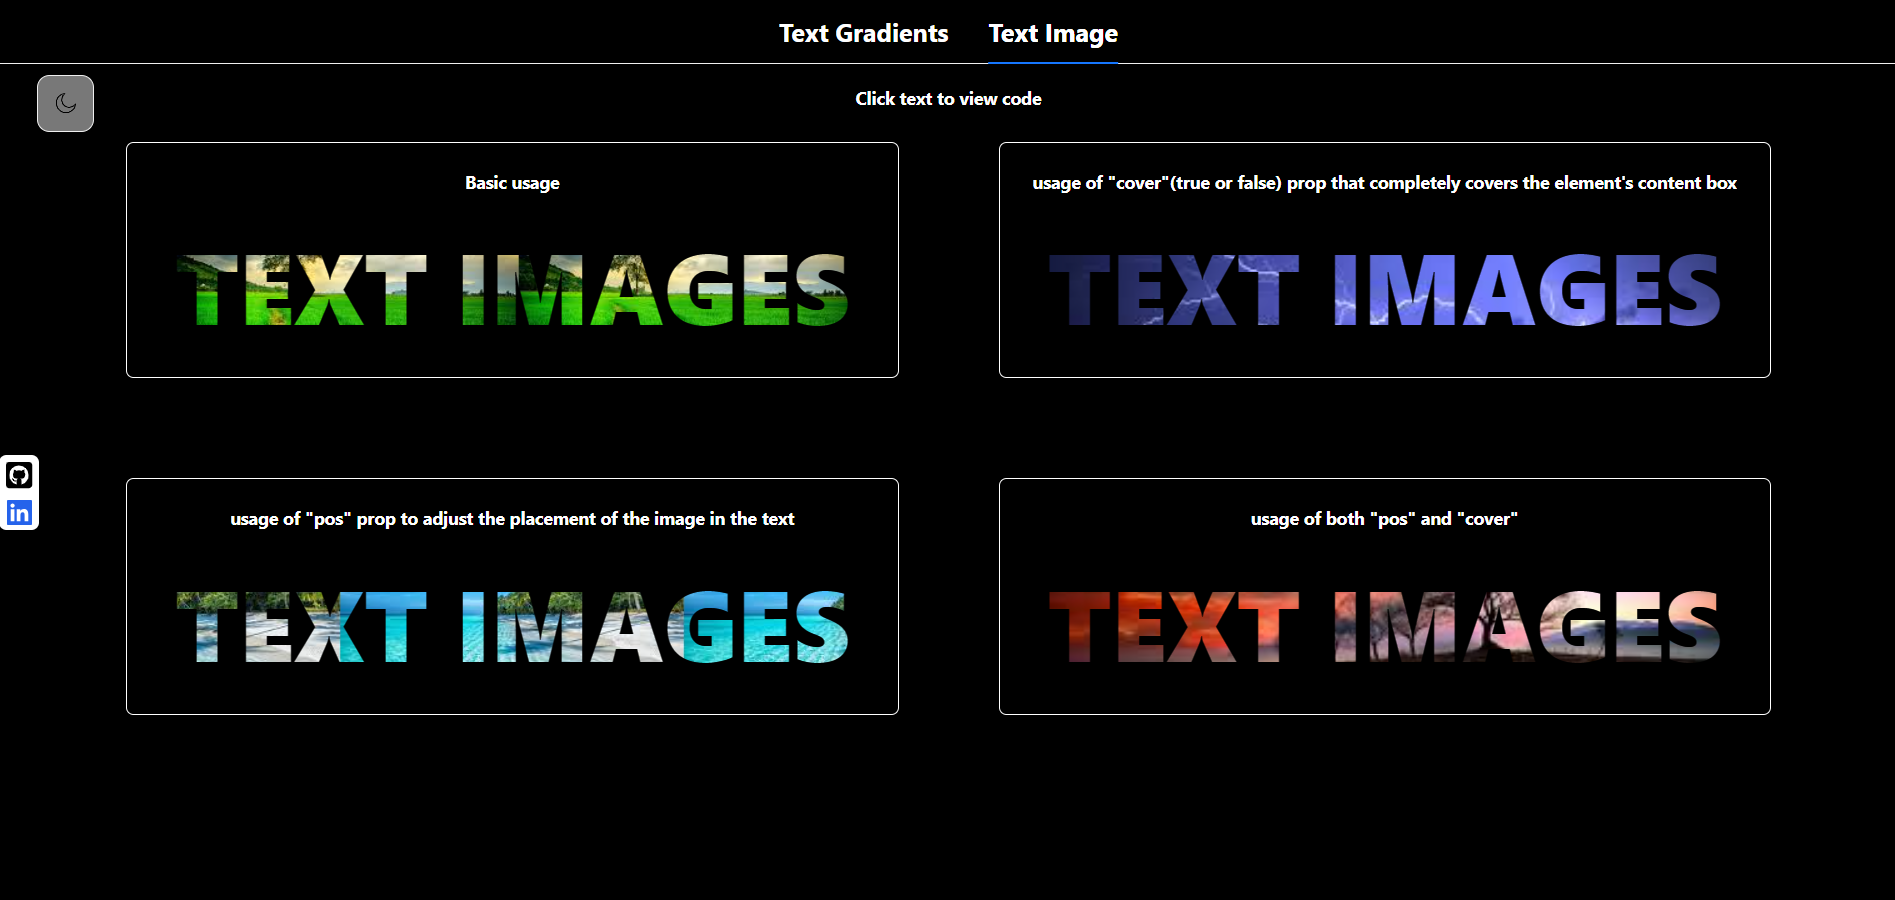 Text Gradients Text Image
Click text to view code
Basic usage
TEXT IMAGES
usage of "cover"(true or false) prop that completely covers the element's content box
TEXT IMAGES
in
usage of "pos" prop to adjust the placement of the image in the text
TEXT IMAGES
usage of both "pos" and "cover"
TEXT IMAGES